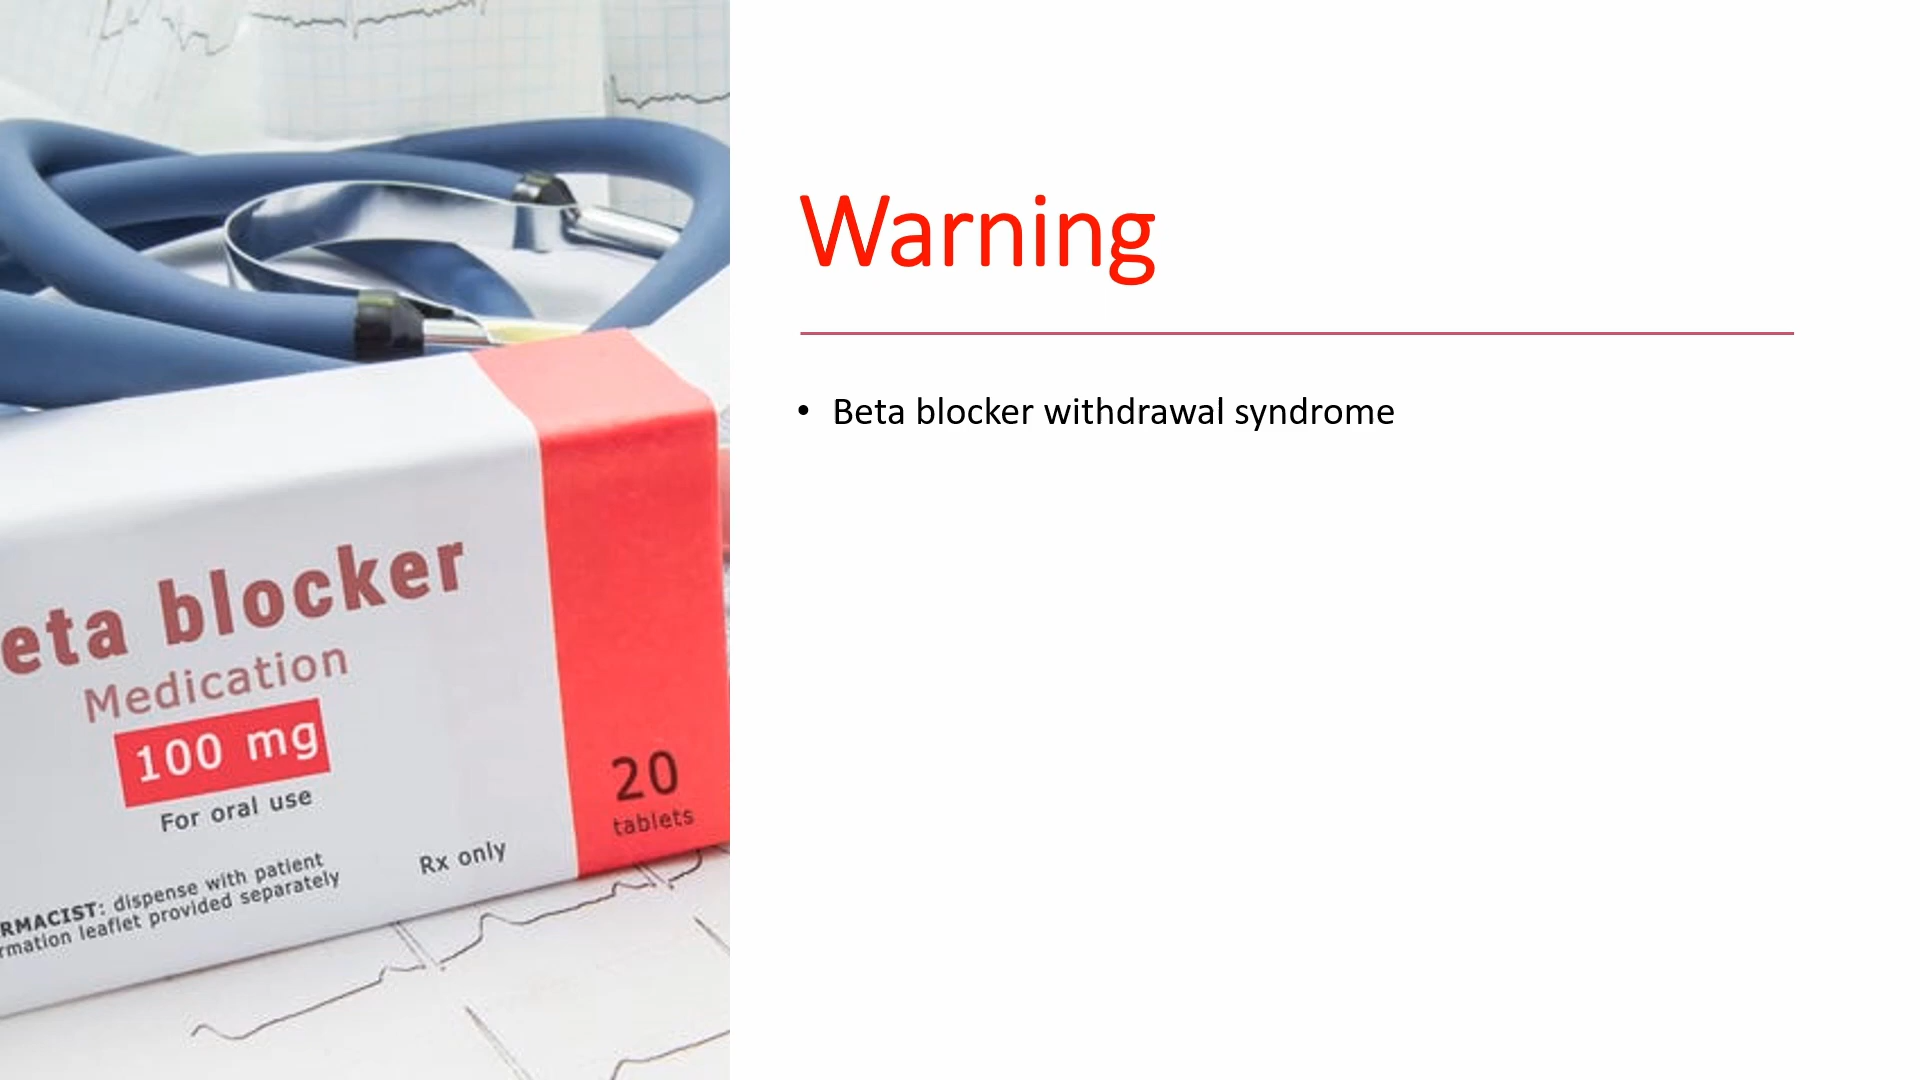 Warning
• Beta blocker withdrawal syndrome
eta blocker
Medication
100 mg
For oral use
20
tablets
Rx only
RMACIST: dispense with patient
rmation leaflet provided separately